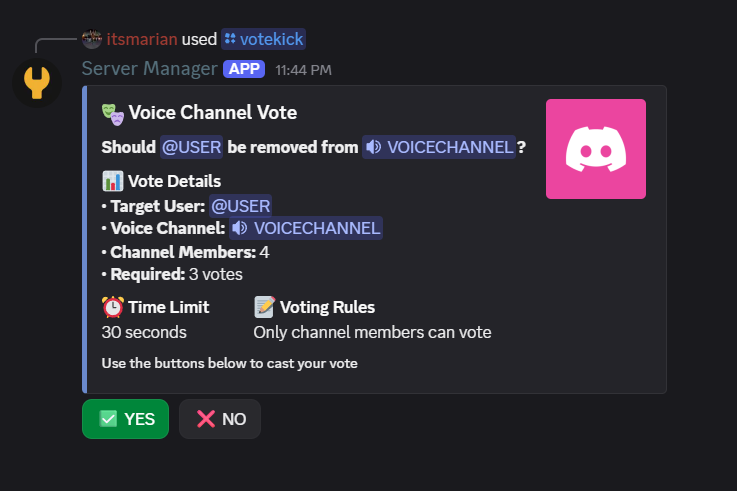 itsmarian used votekick
Server Manager APP 11:44 PM
Voice Channel Vote
Should @USER be removed from VOICECHANNEL?
Vote Details
• Target User: @USER
• Voice Channel: VOICECHANNEL
• Channel Members: 4
• Required: 3 votes
Time Limit Voting Rules
30 seconds Only channel members can vote
Use the buttons below to cast your vote
YES NO